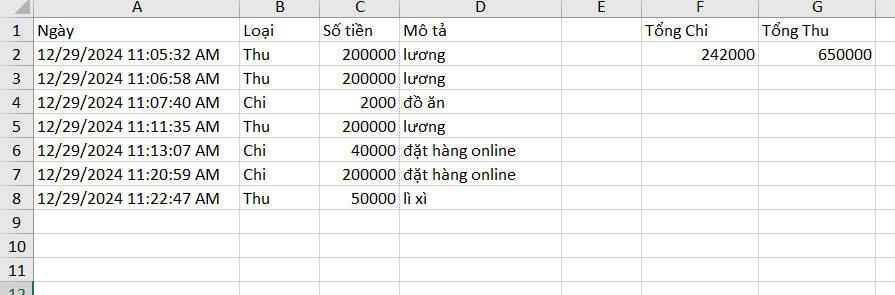 A B C D E F G
1 Ngày Loại Số tiền Mô tả Tổng Chi Tổng Thu
2 12/29/2024 11:05:32 AM Thu 200000 lương 242000 650000
3 12/29/2024 11:06:58 AM Thu 200000 lương
4 12/29/2024 11:07:40 AM Chi 2000 đồ ăn
5 12/29/2024 11:11:35 AM Thu 200000 lương
6 12/29/2024 11:13:07 AM Chi 40000 đặt hàng online
7 12/29/2024 11:20:59 AM Chi 200000 đặt hàng online
8 12/29/2024 11:22:47 AM Thu 50000 lì xì
9
10
11
12